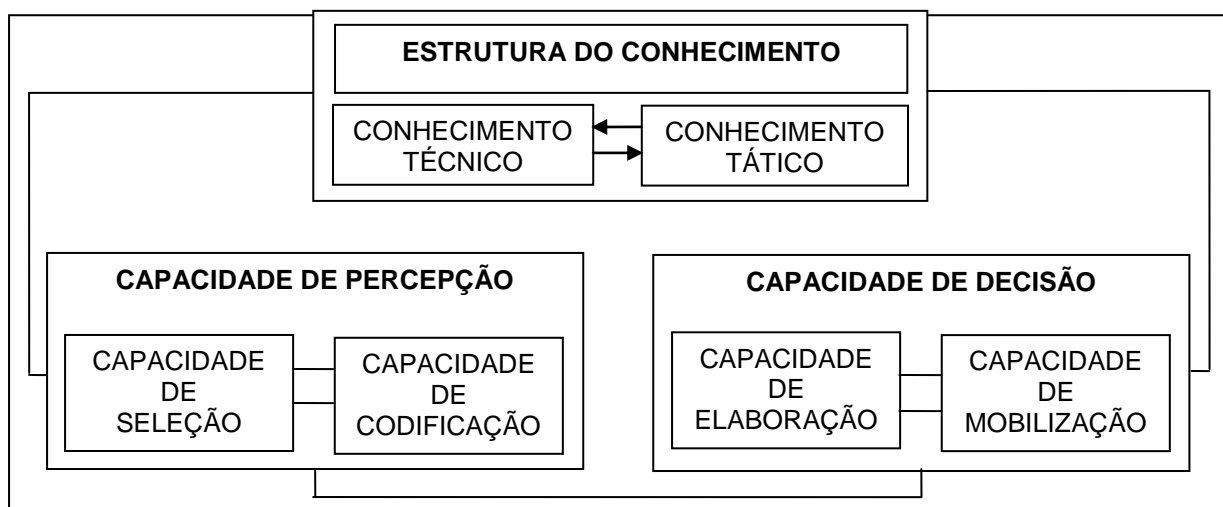 ESTRUTURA DO CONHECIMENTO
CONHECIMENTO
TÉCNICO
CONHECIMENTO
TÁTICO
CAPACIDADE DE PERCEPÇÃO
CAPACIDADE
DE
SELEÇÃO
CAPACIDADE
DE
CODIFICAÇÃO
CAPACIDADE DE DECISÃO
CAPACIDADE
DE
ELABORAÇÃO
CAPACIDADE
DE
MOBILIZAÇÃO